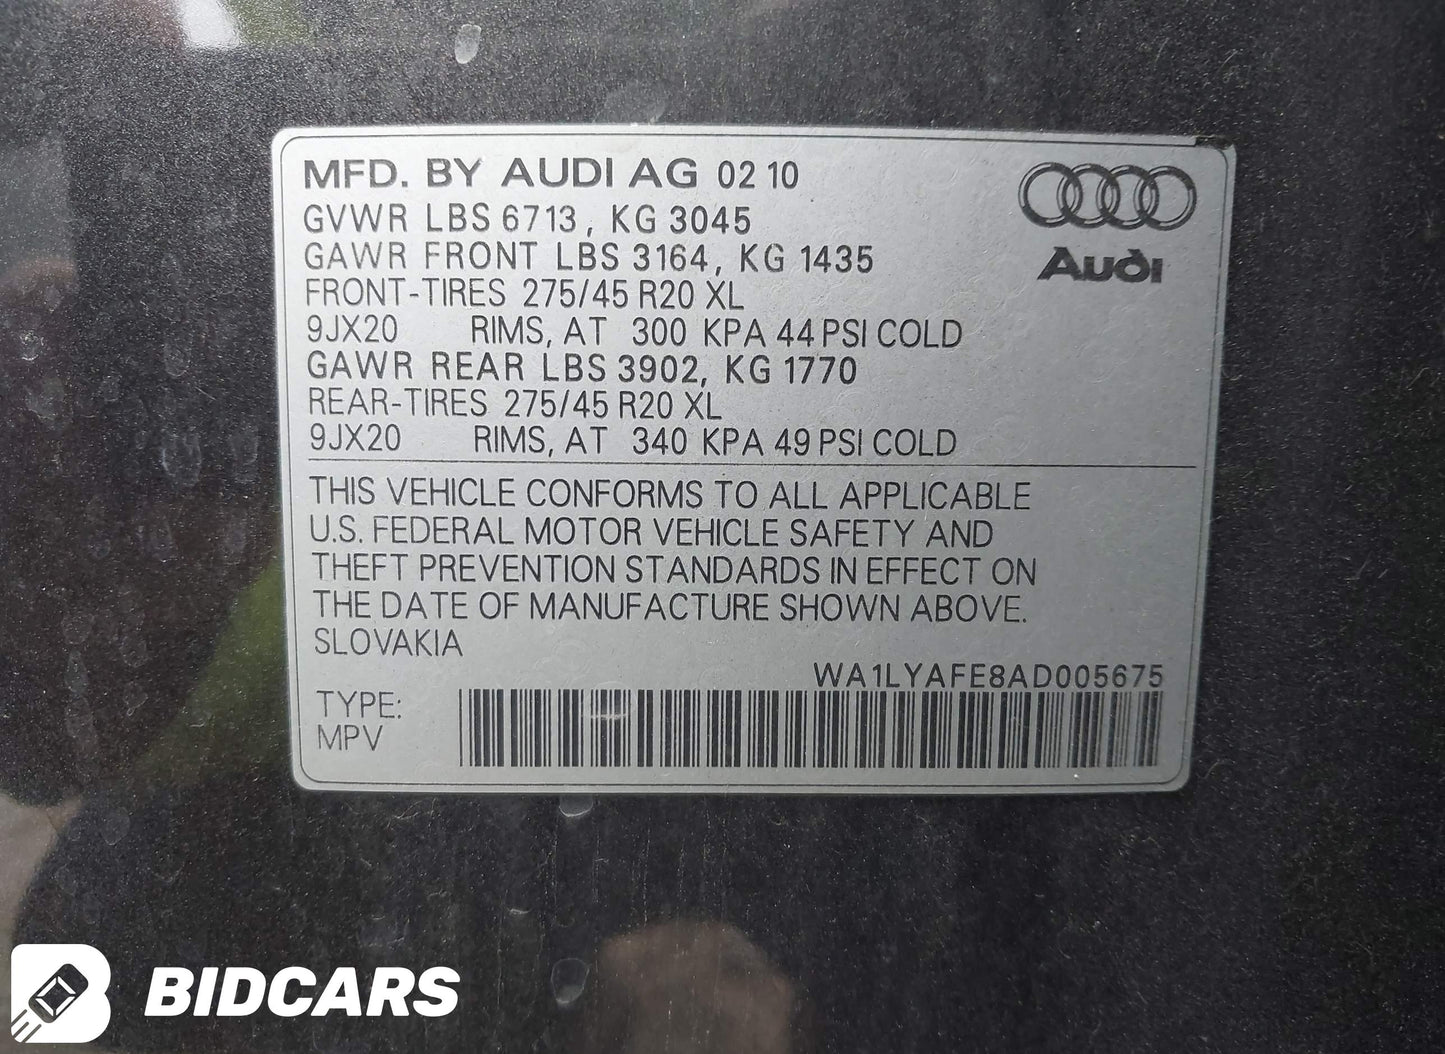 MFD. BY AUDI AG 02 10
GVWR LBS 6713, KG 3045
GAWR FRONT LBS 3164, KG 1435
FRONT-TIRES 275/45 R20 XL
9JX20 RIMS, AT 300 KPA 44 PSI COLD
GAWR REAR LBS 3902, KG 1770
REAR-TIRES 275/45 R20 XL
9JX20 RIMS, AT 340 KPA 49 PSI COLD
Audi
THIS VEHICLE CONFORMS TO ALL APPLICABLE
U.S. FEDERAL MOTOR VEHICLE SAFETY AND
THEFT PREVENTION STANDARDS IN EFFECT ON
THE DATE OF MANUFACTURE SHOWN ABOVE.
SLOVAKIA
WA1LYAFE8AD005675
TYPE:
MPV
BIDCARS